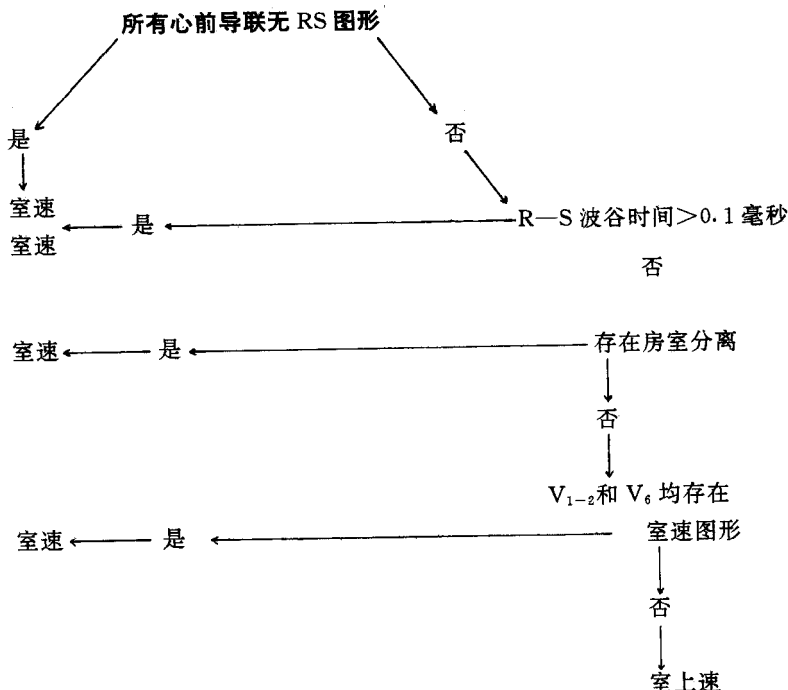 所有心前导联无 RS 图形
是
否
室速
是
R—S 波谷时间>0.1 毫秒
室速
否
室速
是
存在房室分离
否
V₁₋₂和 V₆ 均存在
室速
是
室速图形
否
室上速